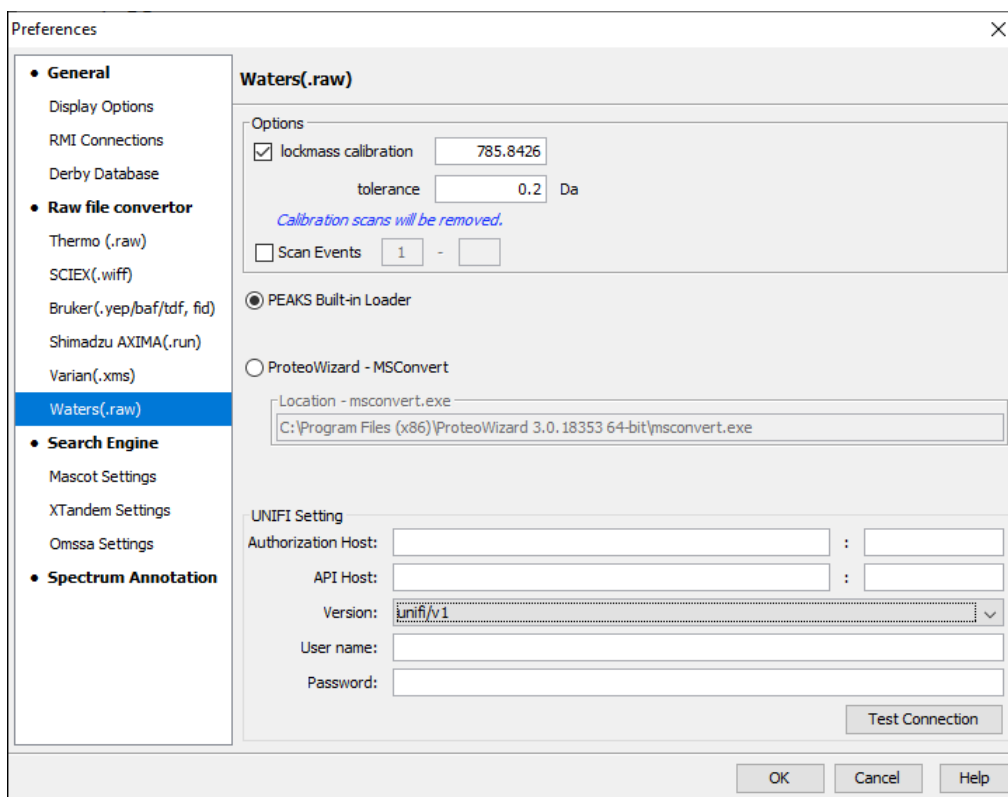 Preferences
• General
Display Options
RMI Connections
Derby Database
• Raw file convertor
Thermo (.raw)
SCIEX(.wiff)
Bruker(.yep/baf/tdf, fid)
Shimadzu AXIMA(.run)
Varian(.xms)
Waters(.raw)
• Search Engine
Mascot Settings
XTandem Settings
Omssa Settings
• Spectrum Annotation
Waters(.raw)
Options
lockmass calibration 785.8426
tolerance 0.2 Da
Calibration scans will be removed.
Scan Events 1 -
PEAKS Built-in Loader
ProteoWizard - MSConvert
Location - msconvert.exe
C:\Program Files (x86)\ProteoWizard 3.0.18353 64-bit\msconvert.exe
UNIFI Setting
Authorization Host: :
API Host: :
Version: unifi/v1
User name:
Password:
Test Connection
OK Cancel Help